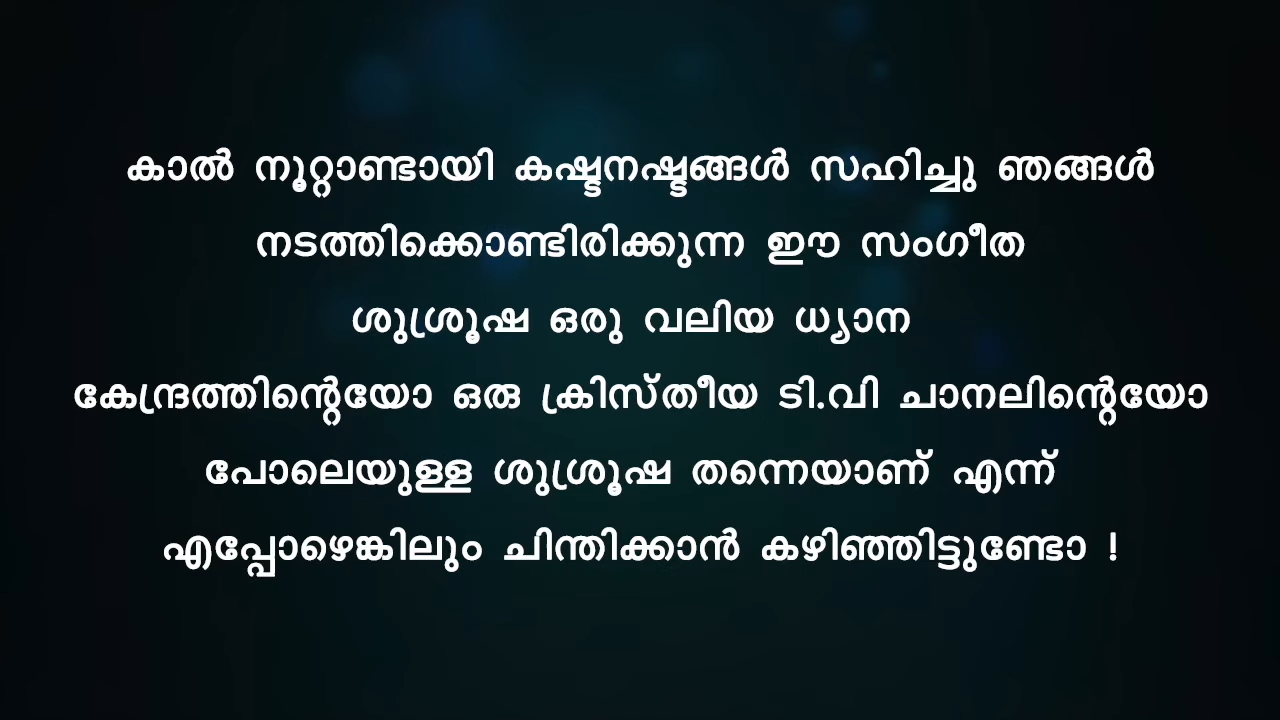 കാൽ നൂറ്റാണ്ടായി കഷ്ടനഷ്ടങ്ങൾ സഹിച്ചു ഞങ്ങൾ
നടത്തിക്കൊണ്ടിരിക്കുന്ന ഈ സംഗീത
ശുശ്രൂഷ ഒരു വലിയ ധ്യാന
കേന്ദ്രത്തിന്റെയോ ഒരു ക്രിസ്തീയ ടി.വി ചാനലിന്റെയോ
പോലെയുള്ള ശുശ്രൂഷ തന്നെയാണ് എന്ന്
എപ്പോഴെങ്കിലും ചിന്തിക്കാൻ കഴിഞ്ഞിട്ടുണ്ടോ !